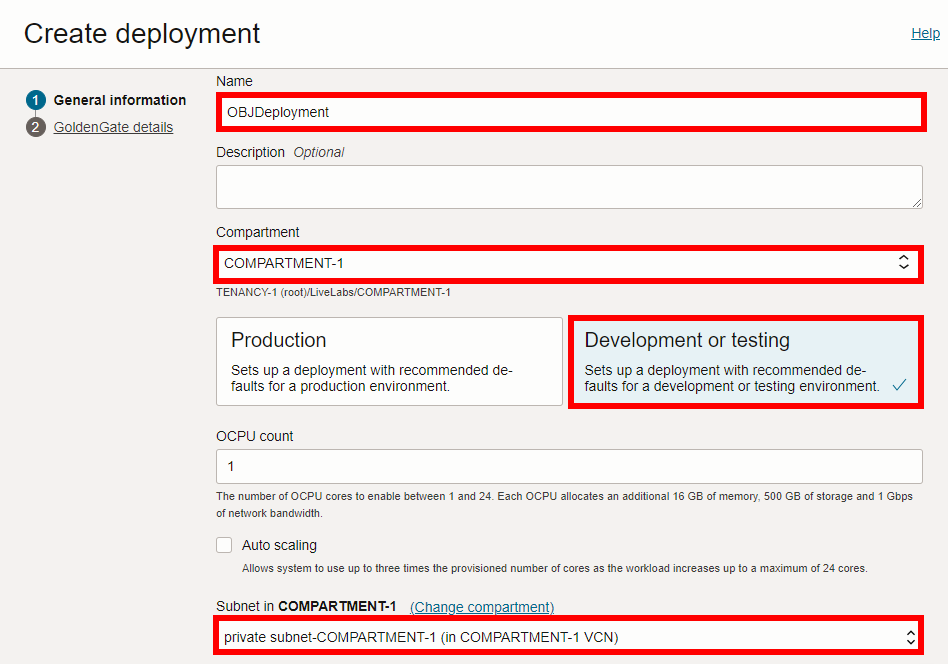 Create deployment
Help
1 General information
2 GoldenGate details
Name
OBJDeployment
Description Optional
Compartment
COMPARTMENT-1
TENANCY-1 (root)/LiveLabs/COMPARTMENT-1
Production
Sets up a deployment with recommended de-
faults for a production environment.
Development or testing
Sets up a deployment with recommended de-
faults for a development or testing environment.
OCPU count
1
The number of OCPU cores to enable between 1 and 24. Each OCPU allocates an additional 16 GB of memory, 500 GB of storage and 1 Gbps
of network bandwidth.
Auto scaling
Allows system to use up to three times the provisioned number of cores as the workload increases up to a maximum of 24 cores.
Subnet in COMPARTMENT-1 (Change compartment)
private subnet-COMPARTMENT-1 (in COMPARTMENT-1 VCN)